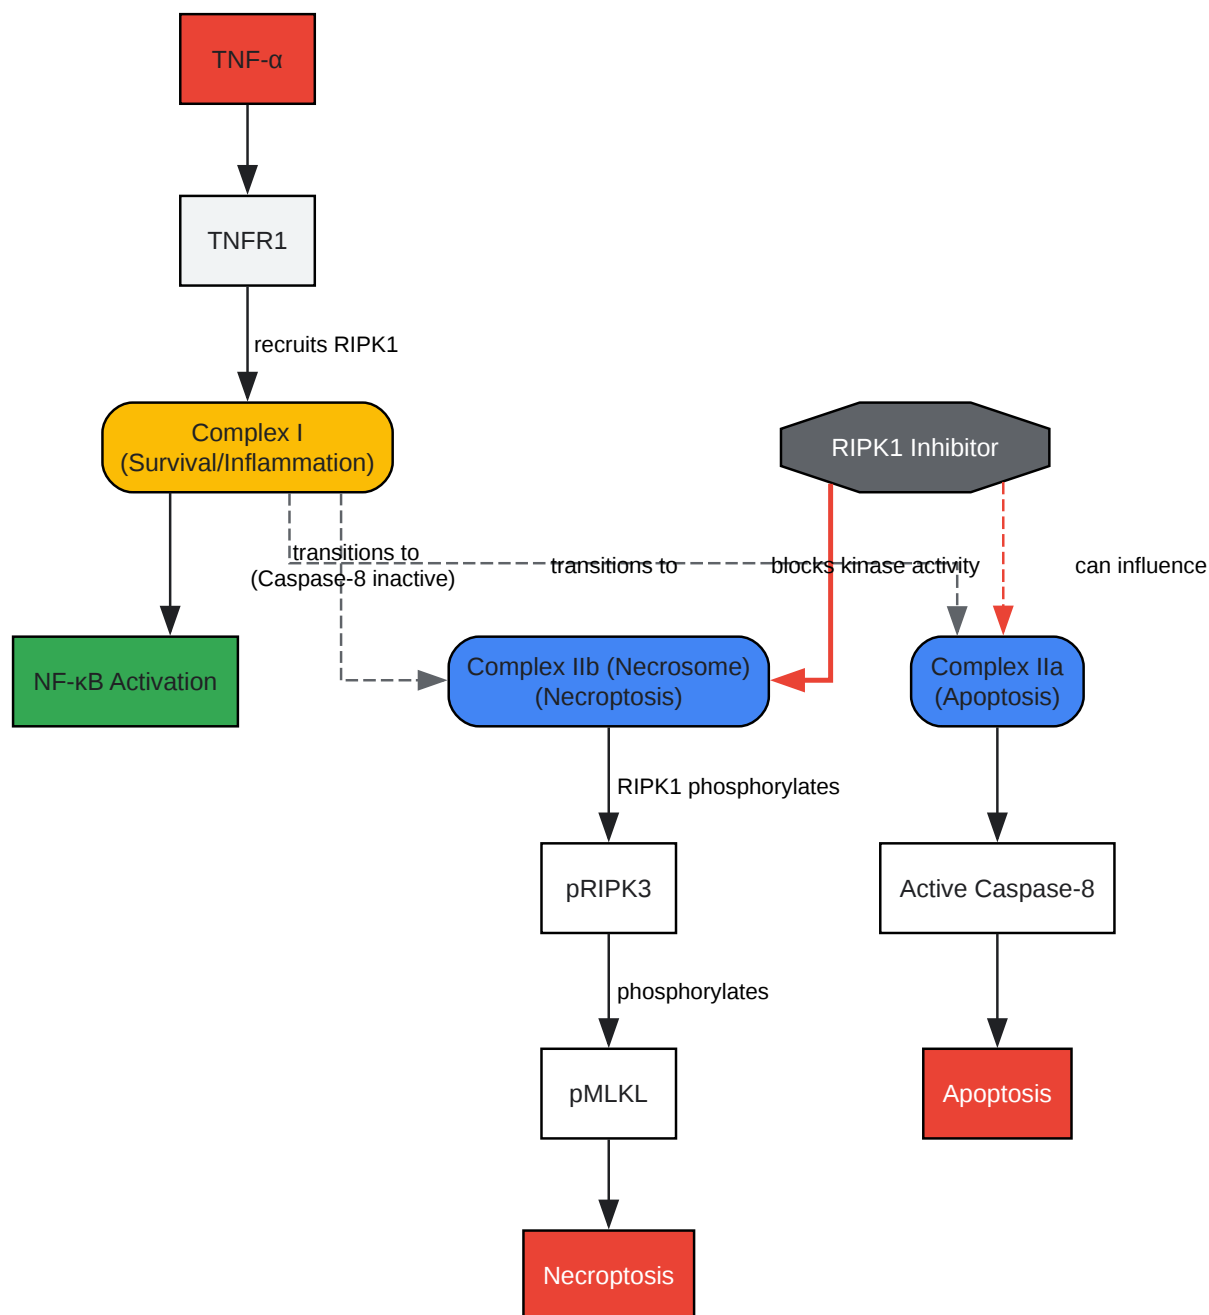 TNF-α
TNFR1
recruits RIPK1
Complex I
(Survival/Inflammation)
RIPK1 Inhibitor
transitions to
(Caspase-8 inactive)
transitions to
blocks kinase activity
can influence
NF-κB Activation
Complex IIb (Necrosome)
(Necroptosis)
Complex IIa
(Apoptosis)
RIPK1 phosphorylates
pRIPK3
Active Caspase-8
phosphorylates
pMLKL
Apoptosis
Necroptosis